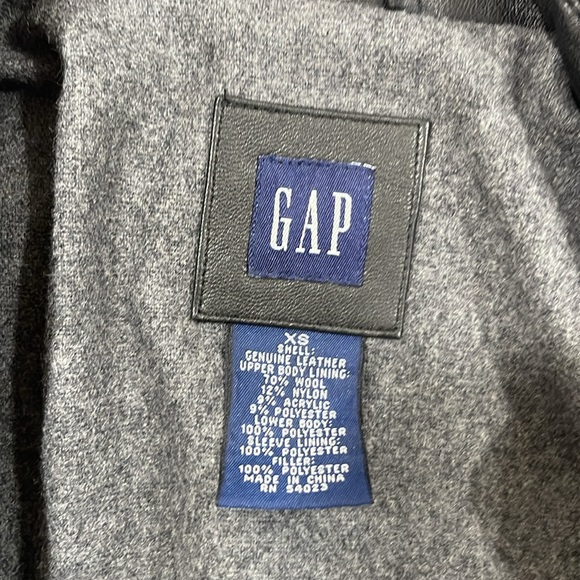 GAP
XS
SHELL:
GENUINE LEATHER
UPPER BODY LINING:
70% WOOL
12% NYLON
9% ACRYLIC
9% POLYESTER
LOWER BODY:
100% POLYESTER
SLEEVE LINING:
100% POLYESTER
FILLER:
100% POLYESTER
MADE IN CHINA
RN 54023